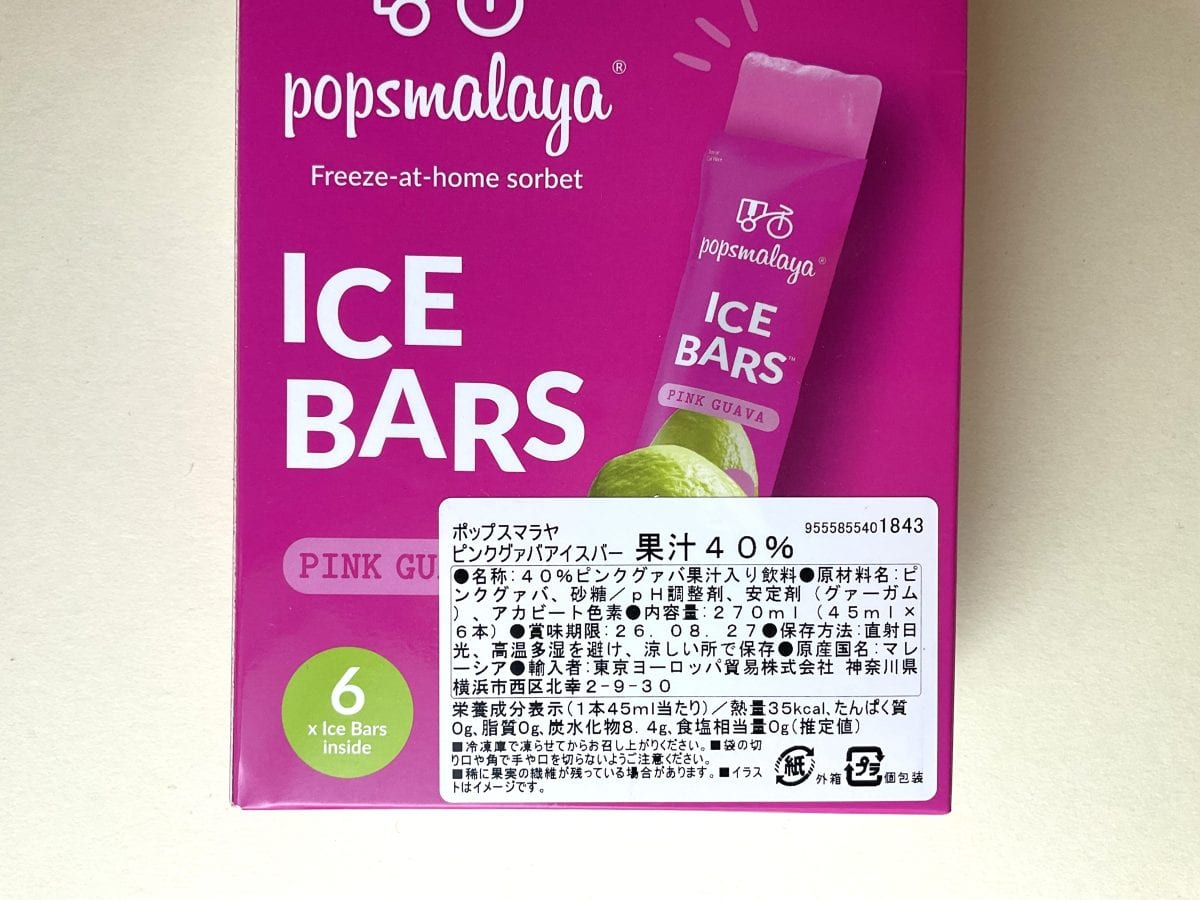 popsmalaya®
Freeze-at-home sorbet
ICE
BARS
popsmalaya®
ICE
BARS™
PINK GUAVA
PINK GU
6
x Ice Bars
inside
ポップスマラヤ
9555855401843
ピンクグァバアイスバー 果汁40%
●名称:40%ピンクグァバ果汁入り飲料●原材料名:ピ
ンクグァバ、砂糖/pH調整剤、安定剤(グァーガム
)、アカビート色素●内容量:270ml(45ml×
6本)●賞味期限:26.08.27●保存方法:直射日
光、高温多湿を避け、涼しい所で保存●原産国名:マレ
ーシア●輸入者:東京ヨーロッパ貿易株式会社 神奈川県
横浜市西区北幸2-9-30
栄養成分表示(1本45ml当たり)/熱量35kcal、たんぱく質
0g、脂質0g、炭水化物8.4g、食塩相当量0g(推定値)
■冷凍庫で凍らせてからお召し上がりください。■袋の切
り口や角で手や口を切らないようご注意ください。
■稀に果実の繊維が残っている場合があります。■イラス
トはイメージです。
紙 外箱 プラ 個包装